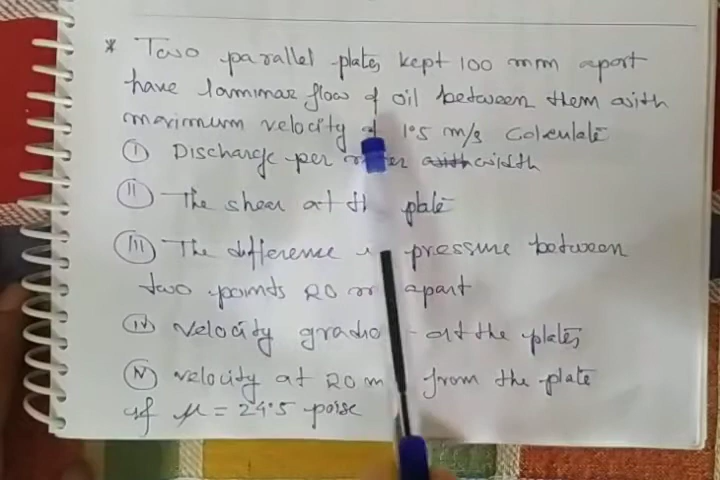 * Two parallel plates kept 100 mm apart
have laminar flow of oil between them with
maximum velocity of 1.5 m/s Calculate
(I) Discharge per with width
(II) The shear at the plate
(III) The difference in pressure between
two points 20 m apart
(IV) Velocity at the plates
(V) velocity at 20 m from the plate
if μ = 24.5 poise